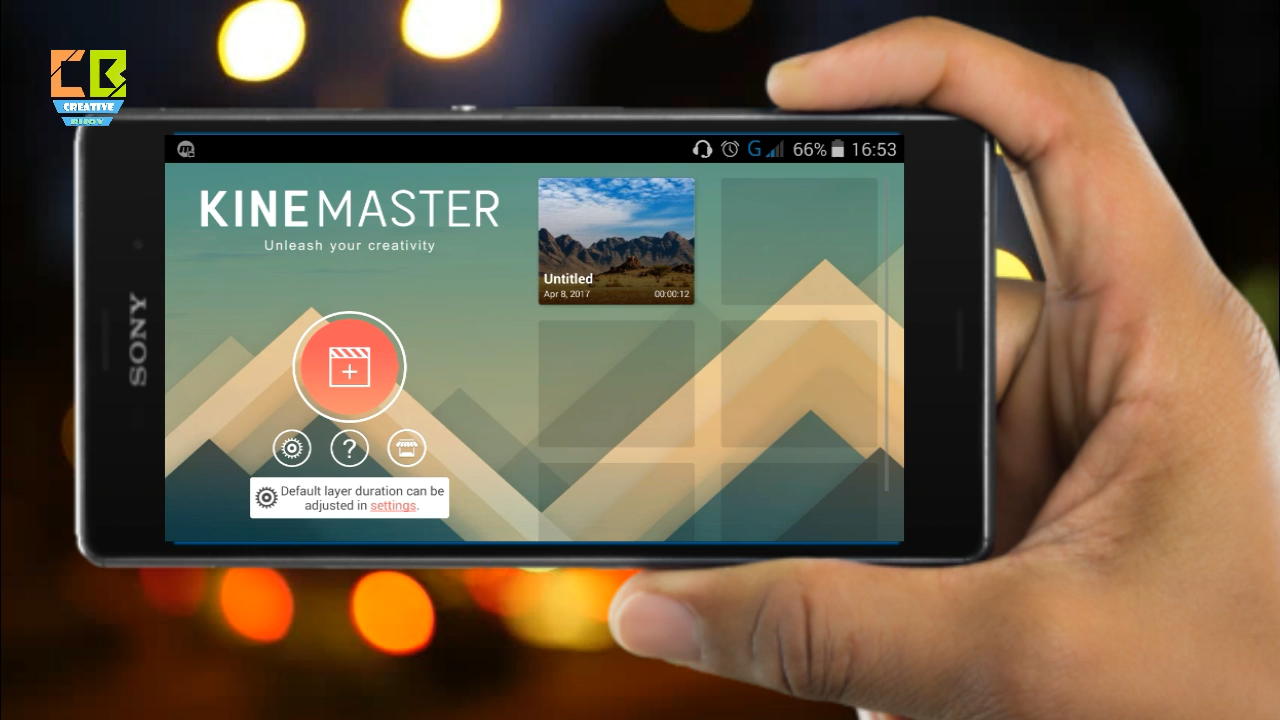 CB
CREATIVE
SONY
G 66% 16:53
KINEMASTER
Unleash your creativity
Untitled
Apr 8, 2017 00:00:12
?
Default layer duration can be
adjusted in settings.